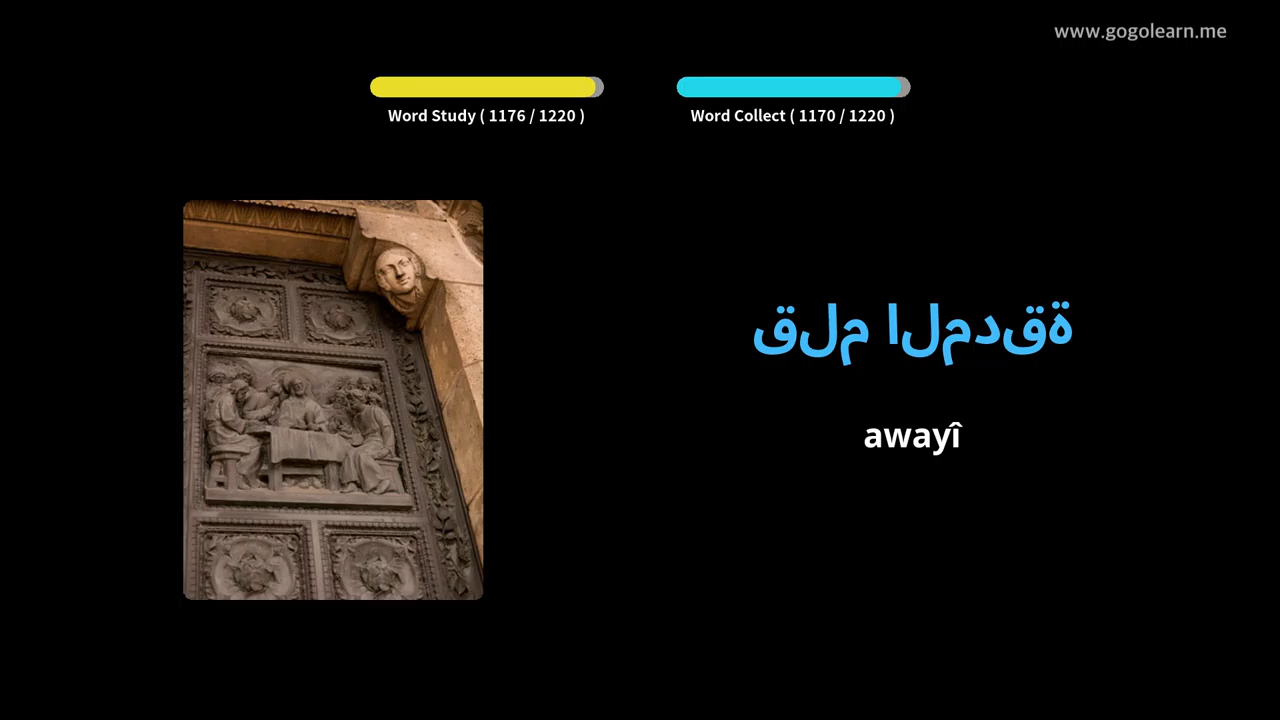 www.gogolearn.me
Word Study ( 1176 / 1220 )
Word Collect ( 1170 / 1220 )
قلم المدقة
awayî